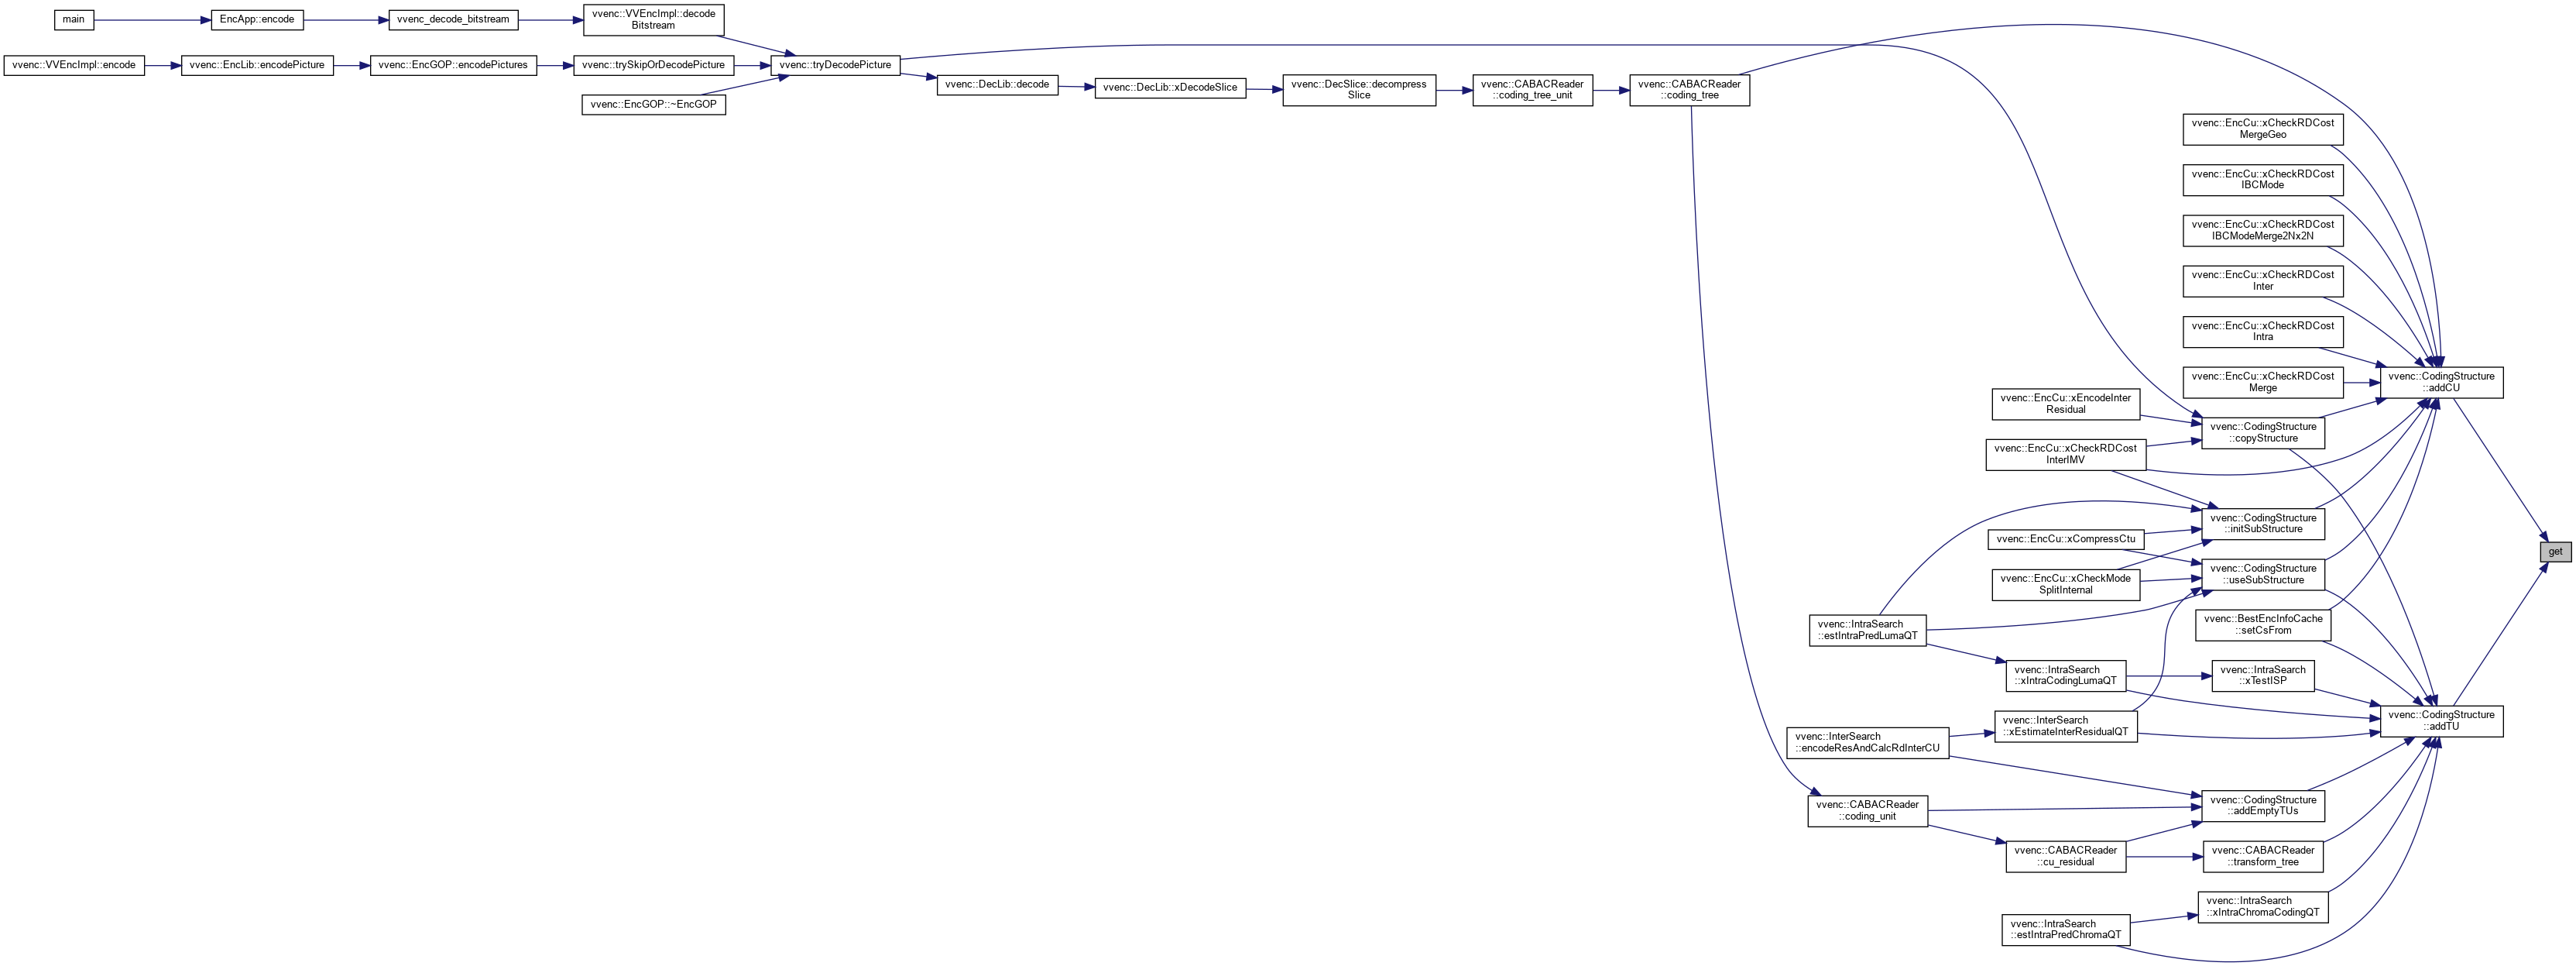 main
EncApp::encode
vvenc_decode_bitstream
vvenc::VVEncImpl::decode
Bitstream
vvenc::VVEncImpl::encode
vvenc::EncLib::encodePicture
vvenc::EncGOP::encodePictures
vvenc::trySkipOrDecodePicture
vvenc::tryDecodePicture
vvenc::EncGOP::~EncGOP
vvenc::DecLib::decode
vvenc::DecLib::xDecodeSlice
vvenc::DecSlice::decompress
Slice
vvenc::CABACReader
::coding_tree_unit
vvenc::CABACReader
::coding_tree
vvenc::EncCu::xCheckRDCost
MergeGeo
vvenc::EncCu::xCheckRDCost
IBCMode
vvenc::EncCu::xCheckRDCost
IBCModeMerge2Nx2N
vvenc::EncCu::xCheckRDCost
Inter
vvenc::EncCu::xCheckRDCost
Intra
vvenc::EncCu::xCheckRDCost
Merge
vvenc::CodingStructure
::addCU
vvenc::EncCu::xEncodeInter
Residual
vvenc::CodingStructure
::copyStructure
vvenc::EncCu::xCheckRDCost
InterIMV
vvenc::CodingStructure
::initSubStructure
vvenc::EncCu::xCompressCtu
get
vvenc::CodingStructure
::useSubStructure
vvenc::EncCu::xCheckMode
SplitInternal
vvenc::BestEncInfoCache
::setCsFrom
vvenc::IntraSearch
::estIntraPredLumaQT
vvenc::IntraSearch
::xIntraCodingLumaQT
vvenc::IntraSearch
::xTestISP
vvenc::CodingStructure
::addTU
vvenc::InterSearch
::xEstimateInterResidualQT
vvenc::InterSearch
::encodeResAndCalcRdInterCU
vvenc::CodingStructure
::addEmptyTUs
vvenc::CABACReader
::coding_unit
vvenc::CABACReader
::cu_residual
vvenc::CABACReader
::transform_tree
vvenc::IntraSearch
::xIntraChromaCodingQT
vvenc::IntraSearch
::estIntraPredChromaQT